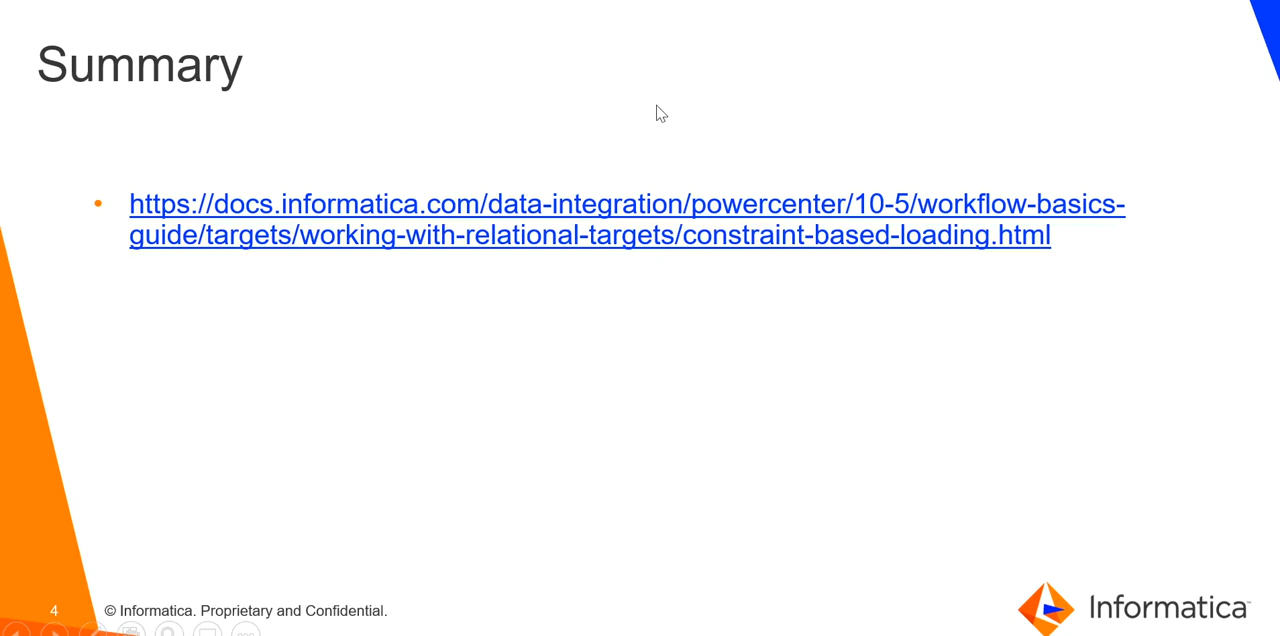 Summary
• https://docs.informatica.com/data-integration/powercenter/10-5/workflow-basics-
guide/targets/working-with-relational-targets/constraint-based-loading.html
4
© Informatica. Proprietary and Confidential.
Informatica™